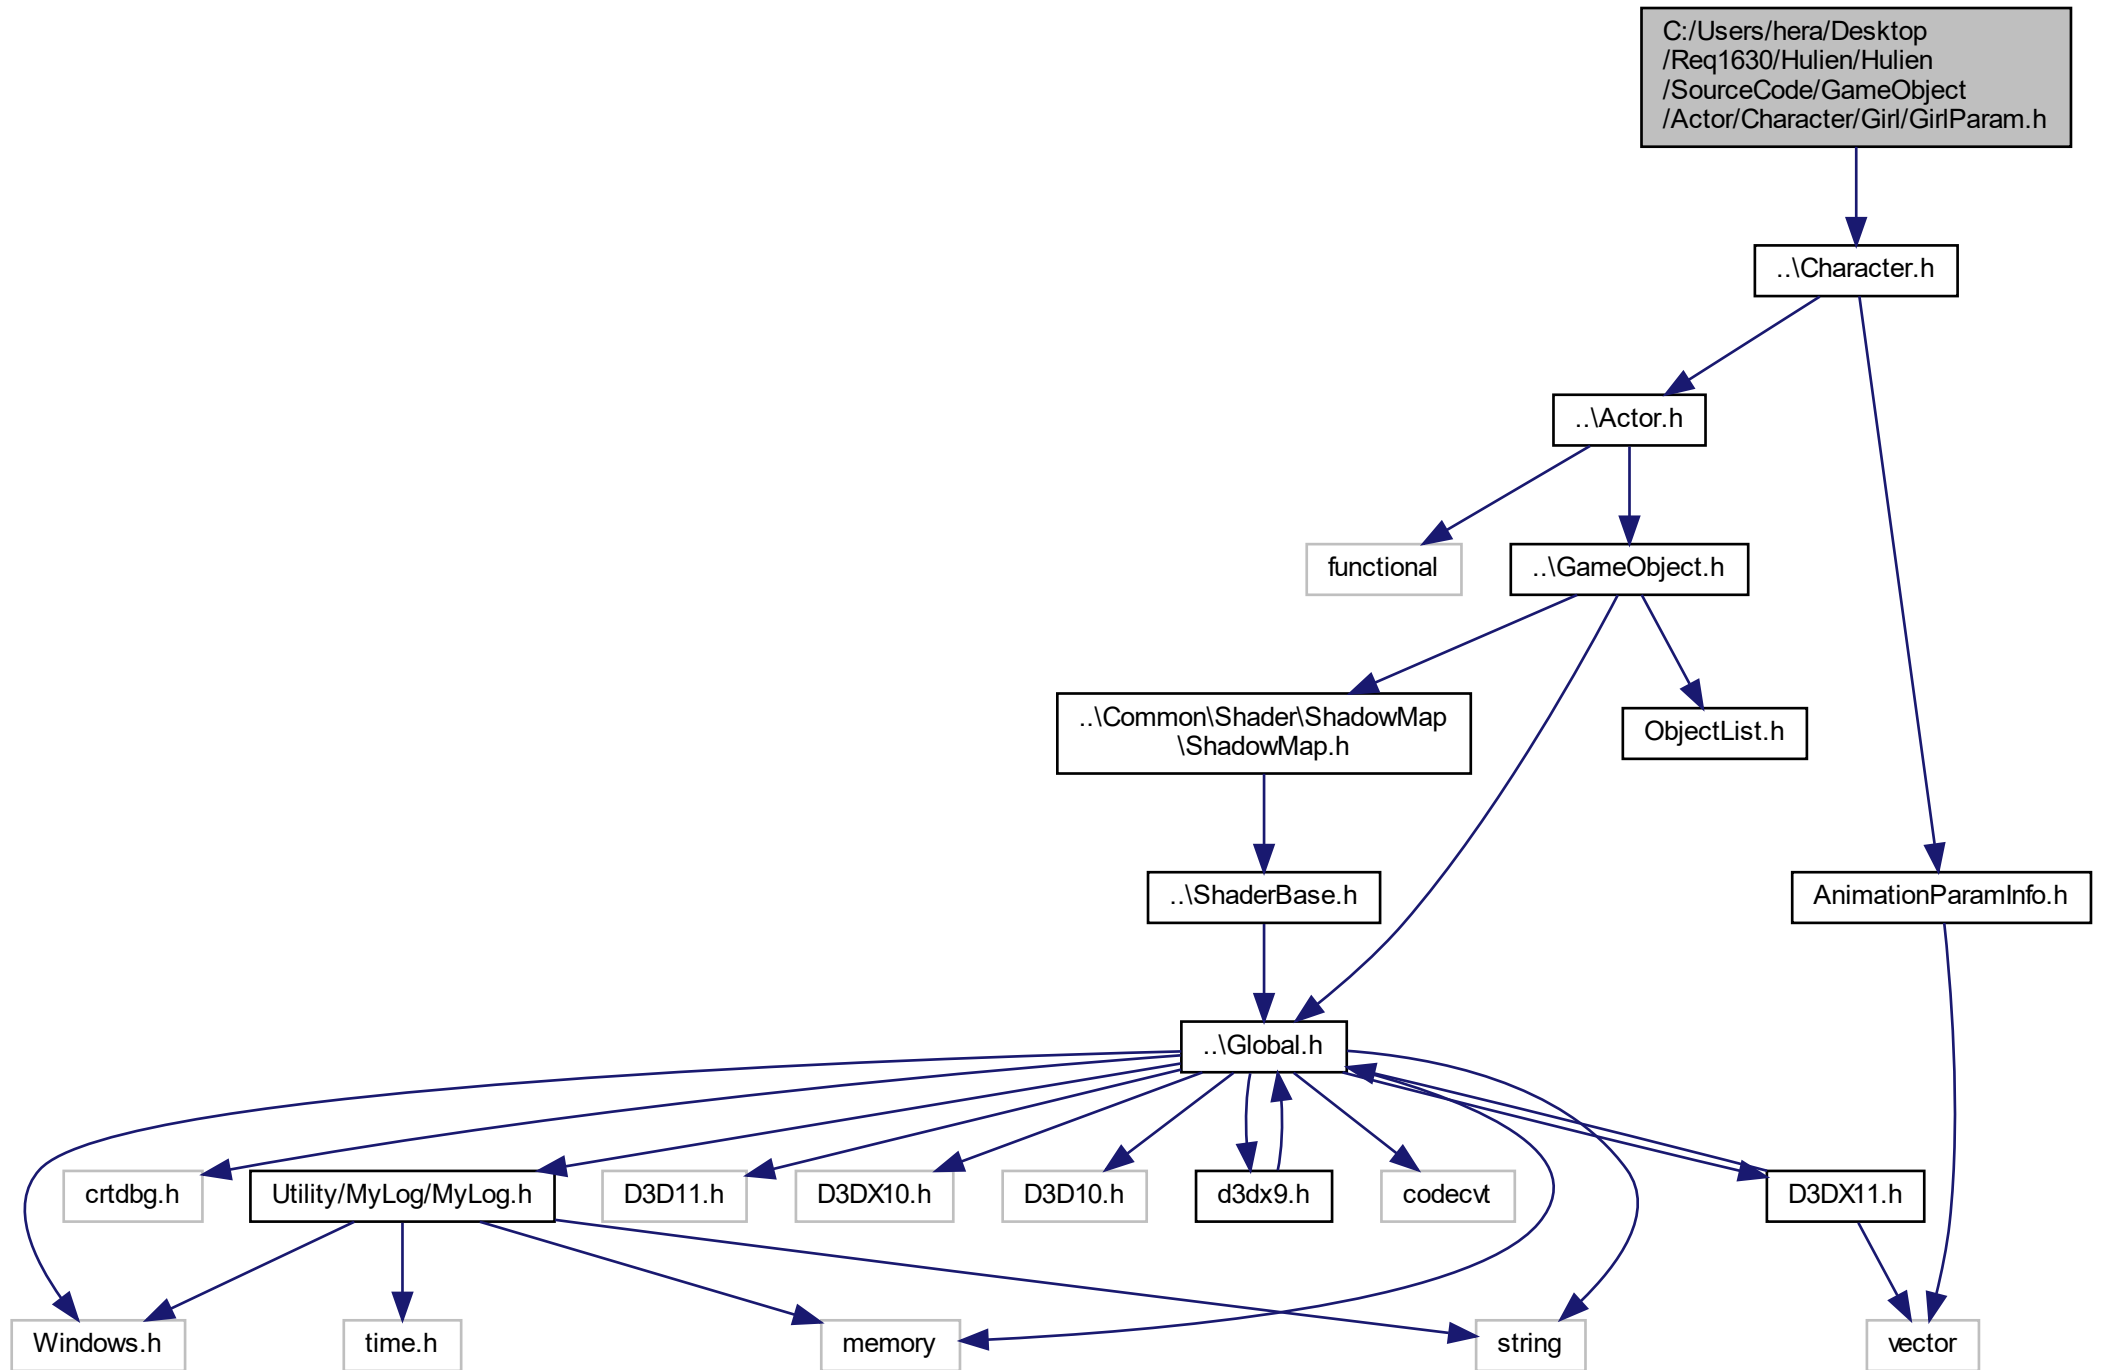 C:/Users/hera/Desktop
/Req1630/Hulien/Hulien
/SourceCode/GameObject
/Actor/Character/Girl/GirlParam.h
..\Character.h
..\Actor.h
functional
..\GameObject.h
..\Common\Shader\ShadowMap
\ShadowMap.h
ObjectList.h
..\ShaderBase.h
AnimationParamInfo.h
..\Global.h
crtdbg.h
Utility/MyLog/MyLog.h
D3D11.h
D3DX10.h
D3D10.h
d3dx9.h
codecvt
D3DX11.h
Windows.h
time.h
memory
string
vector